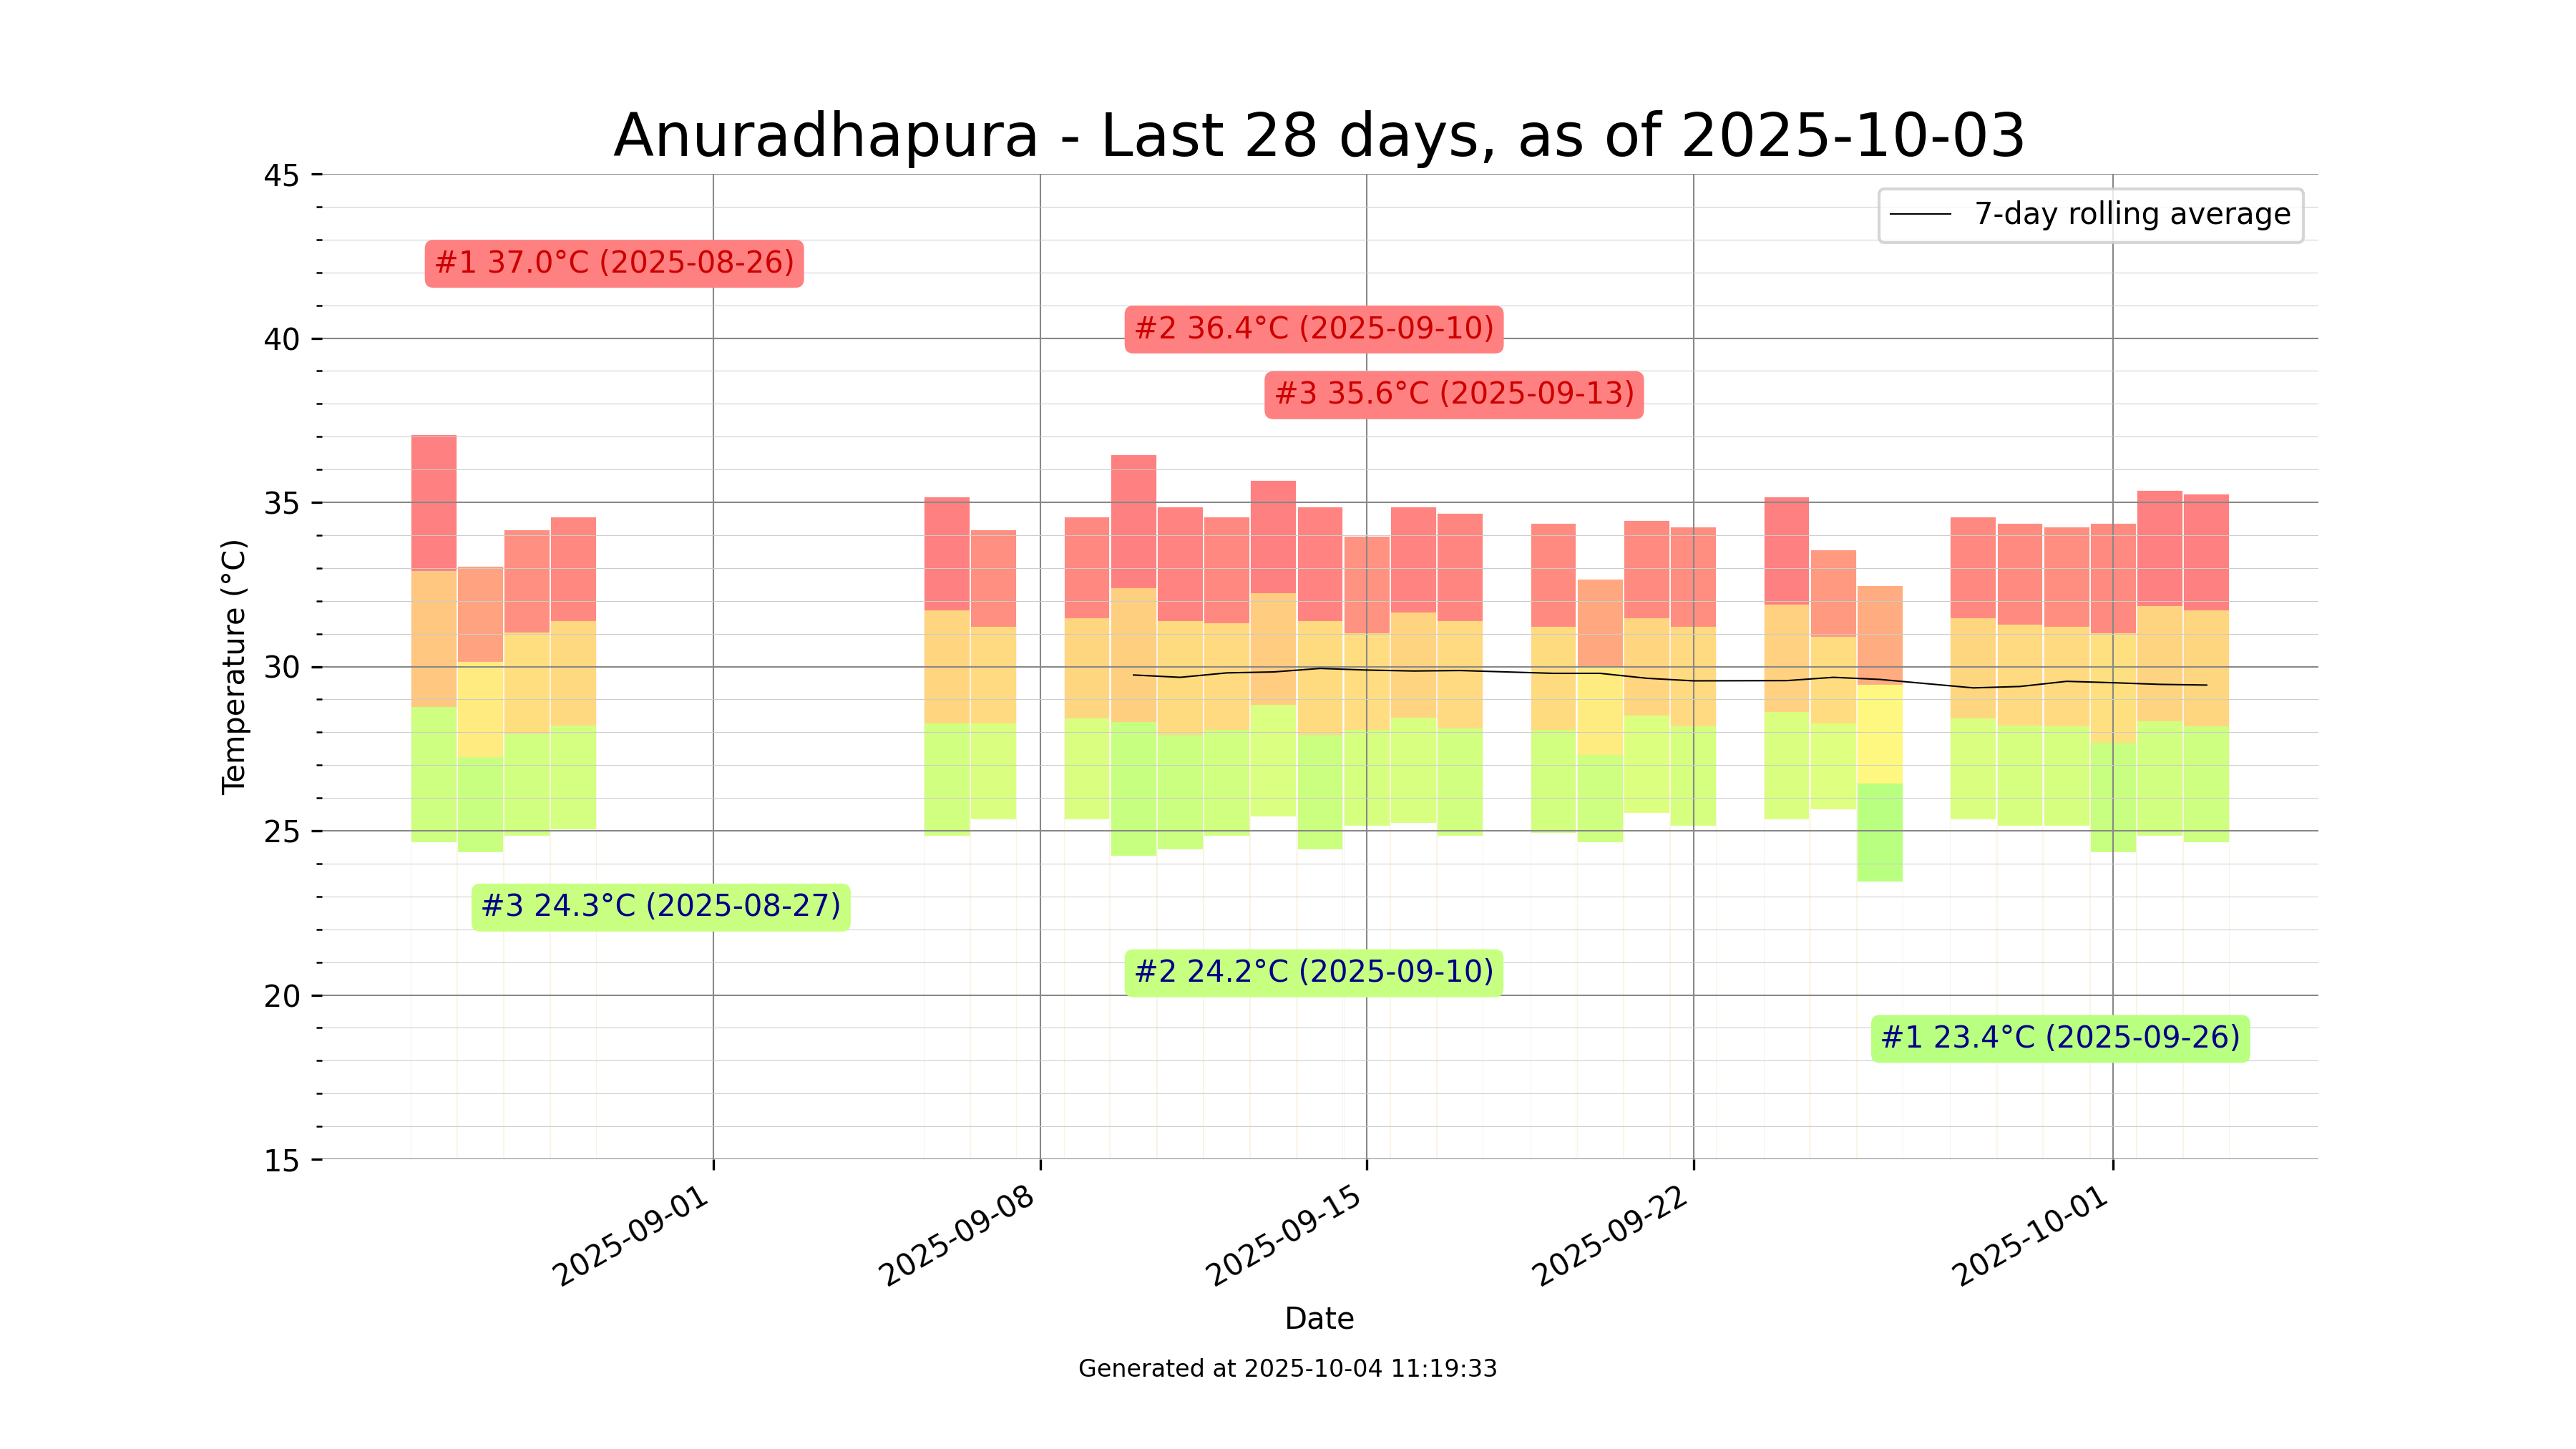 Anuradhapura - Last 28 days, as of 2025-10-03
45
7-day rolling average
#1 37.0°C (2025-08-26)
#2 36.4°C (2025-09-10)
40
#3 35.6°C (2025-09-13)
35
Temperature (°C)
30
25
#3 24.3°C (2025-08-27)
#2 24.2°C (2025-09-10)
20
#1 23.4°C (2025-09-26)
15
2025-09-01
2025-09-08
2025-09-15
2025-09-22
2025-10-01
Date
Generated at 2025-10-04 11:19:33